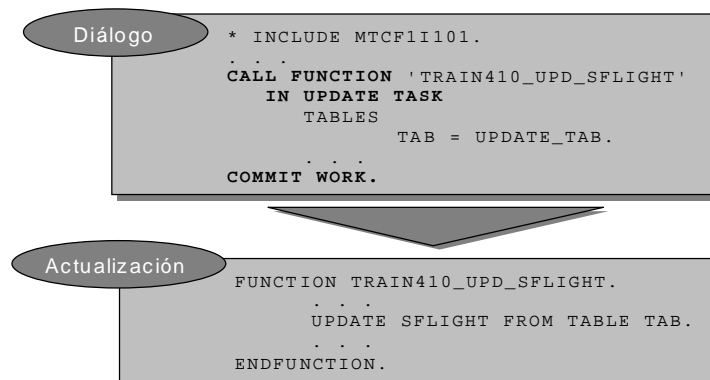 Diálogo
* INCLUDE MTCF1I101.
. . .
CALL FUNCTION 'TRAIN410_UPD_SFLIGHT'
IN UPDATE TASK
TABLES
TAB = UPDATE_TAB.
. . .
COMMIT WORK.
Actualización
FUNCTION TRAIN410_UPD_SFLIGHT.
. . .
UPDATE SFLIGHT FROM TABLE TAB.
. . .
ENDFUNCTION.